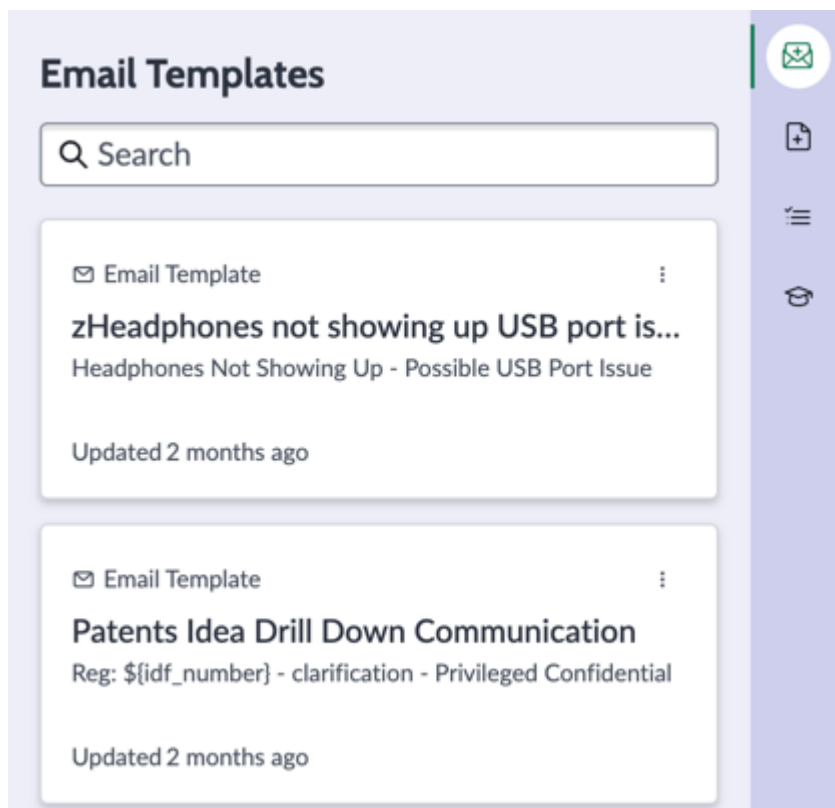 Email Templates
Search
Email Template
zHeadphones not showing up USB port is...
Headphones Not Showing Up - Possible USB Port Issue
Updated 2 months ago
Email Template
Patents Idea Drill Down Communication
Reg: ${idf_number} - clarification - Privileged Confidential
Updated 2 months ago